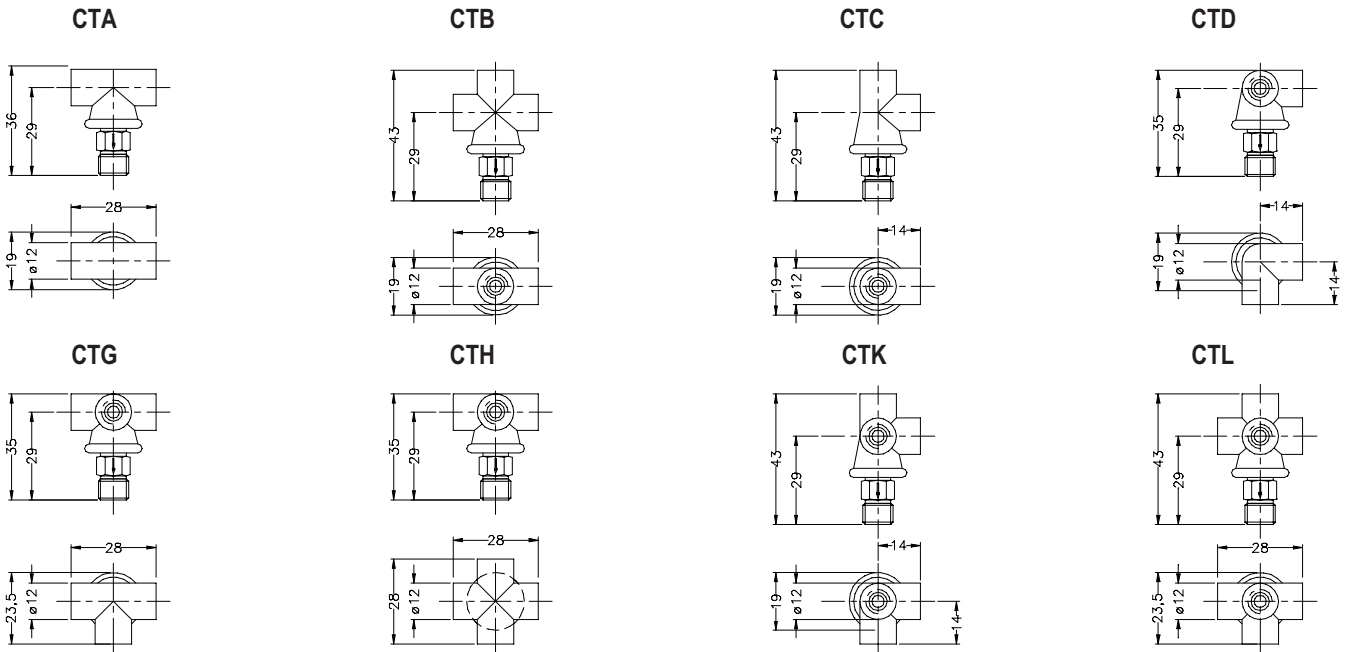 CTA CTB CTC CTD
36 29 28 19 ø12
43 29 28 19 ø12
43 29 14 19 ø12
35 29 14 19 ø12 14
CTG CTH CTK CTL
35 29 28 23,5 ø12
35 29 28 28 ø12
43 29 14 19 ø12 14
43 29 28 23,5 ø12